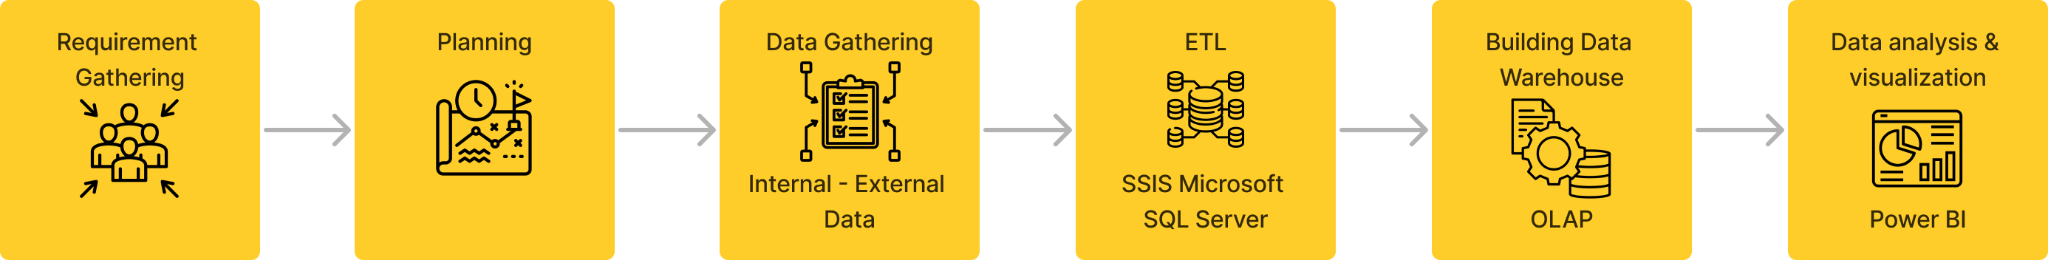 Requirement
Gathering
Planning
Data Gathering
Internal - External
Data
ETL
SSIS Microsoft
SQL Server
Building Data
Warehouse
OLAP
Data analysis &
visualization
Power BI